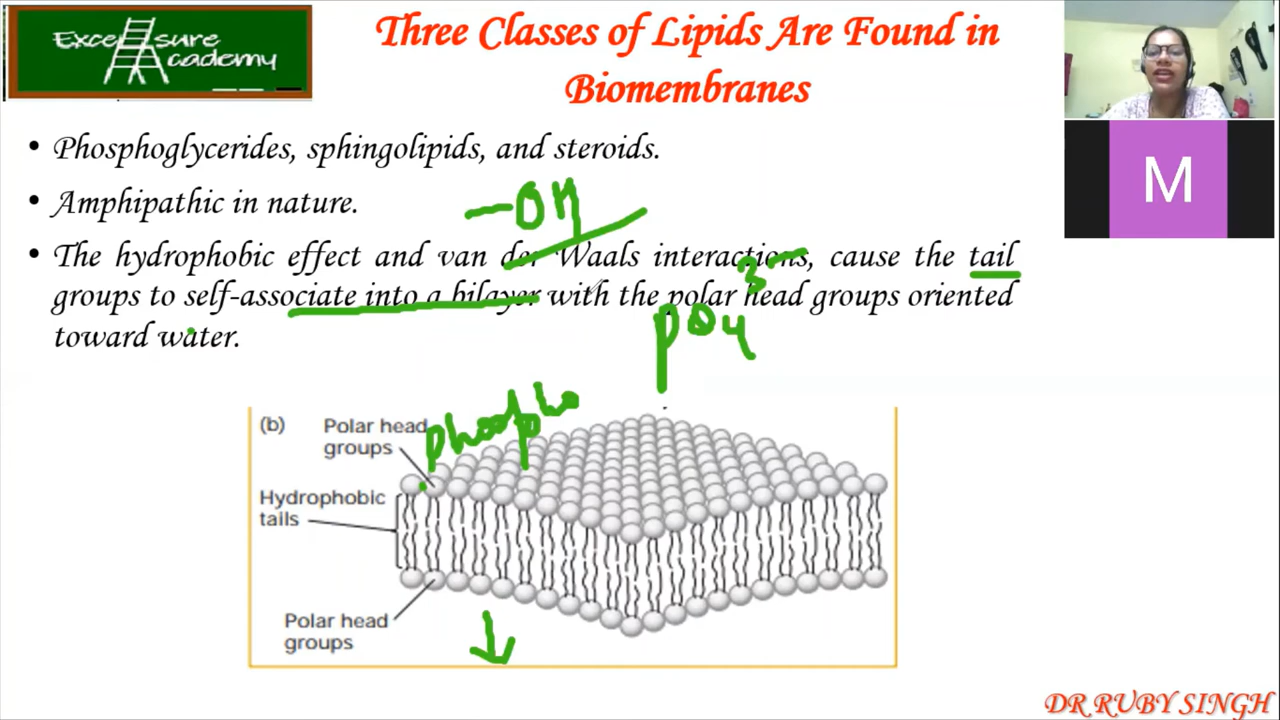 Excel sure
Academy
Three Classes of Lipids Are Found in
Biomembranes
• Phosphoglycerides, sphingolipids, and steroids.
• Amphipathic in nature.
-OH
• The hydrophobic effect and van der Waals interactions, cause the tail
groups to self-associate into a bilayer with the polar head groups oriented
toward water.
PO4 3
phospho
(b)
Polar head
groups
Hydrophobic
tails
Polar head
groups
M
DR RUBY SINGH